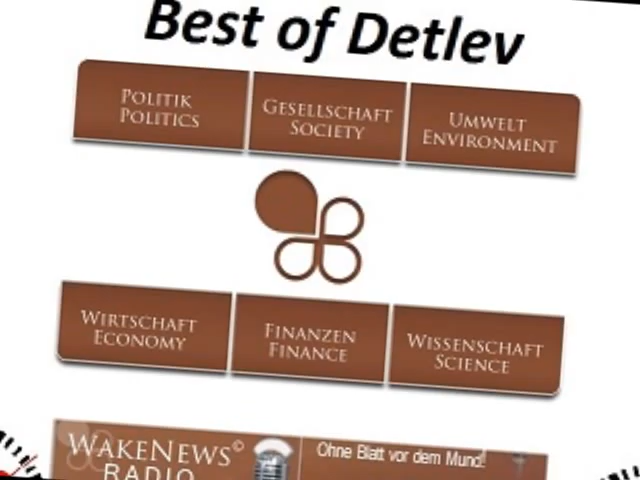 Best of Detlev
POLITIK
POLITICS
GESELLSCHAFT
SOCIETY
UMWELT
ENVIRONMENT
WIRTSCHAFT
ECONOMY
FINANZEN
FINANCE
WISSENSCHAFT
SCIENCE
WAKENEWS©
RADIO
Ohne Blatt vor dem Mund!